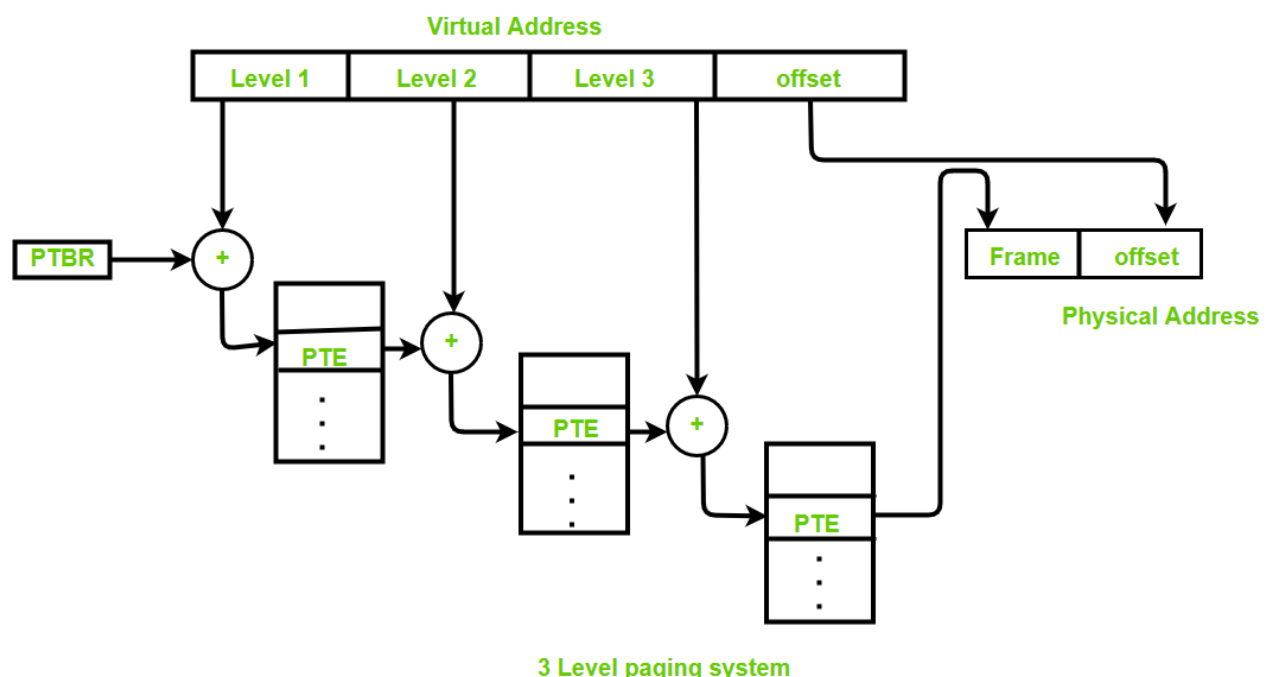 Virtual Address
Level 1 Level 2 Level 3 offset
PTBR +
Frame offset
Physical Address
PTE +
PTE +
PTE
3 Level paging system